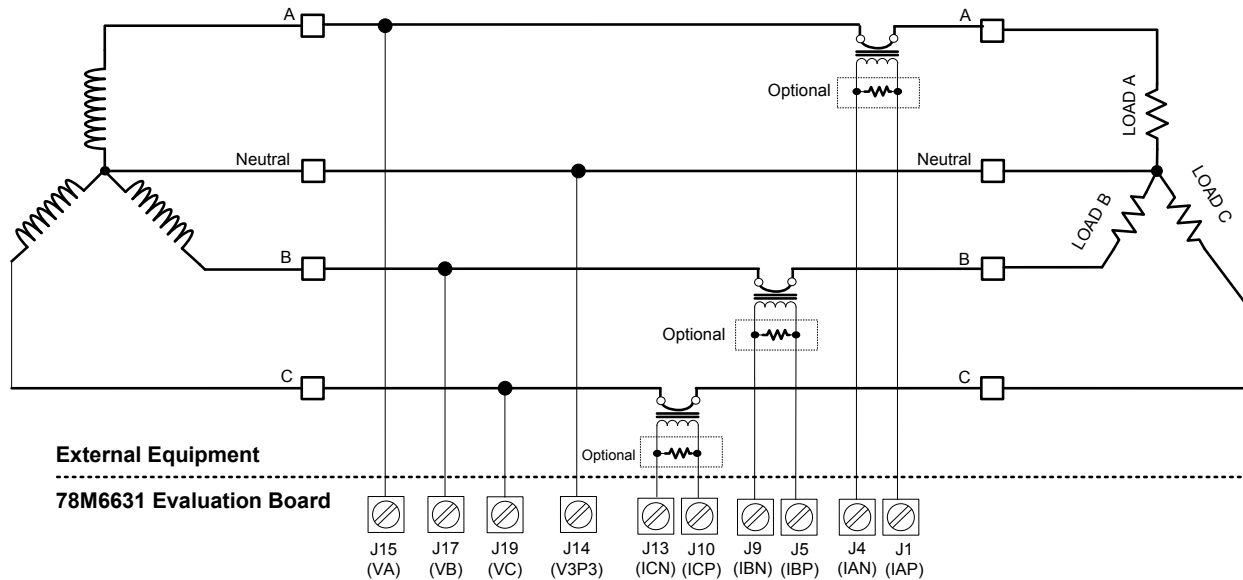 A
A
Optional
LOAD A
Neutral
Neutral
LOAD B
LOAD C
B
B
Optional
C
C
Optional
External Equipment
78M6631 Evaluation Board
J15 J17 J19 J14 J13 J10 J9 J5 J4 J1
(VA) (VB) (VC) (V3P3) (ICN) (ICP) (IBN) (IBP) (IAN) (IAP)